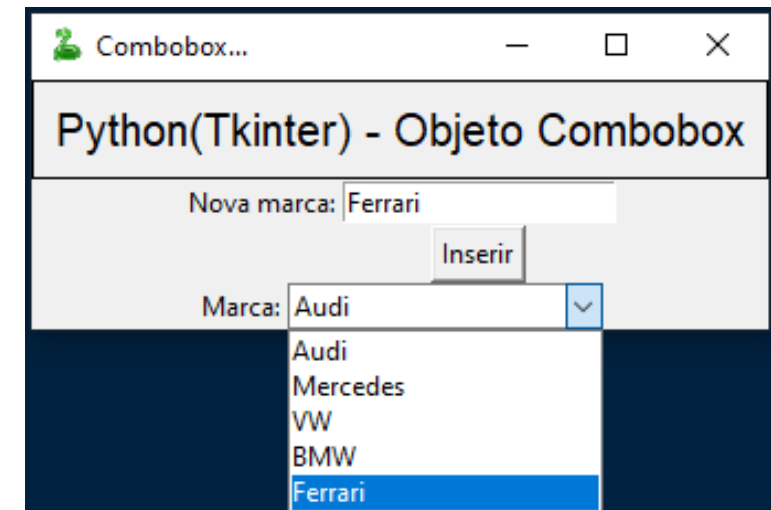 Combobox...
Python(Tkinter) - Objeto Combobox
Nova marca: Ferrari
Inserir
Marca: Audi
Audi
Mercedes
VW
BMW
Ferrari